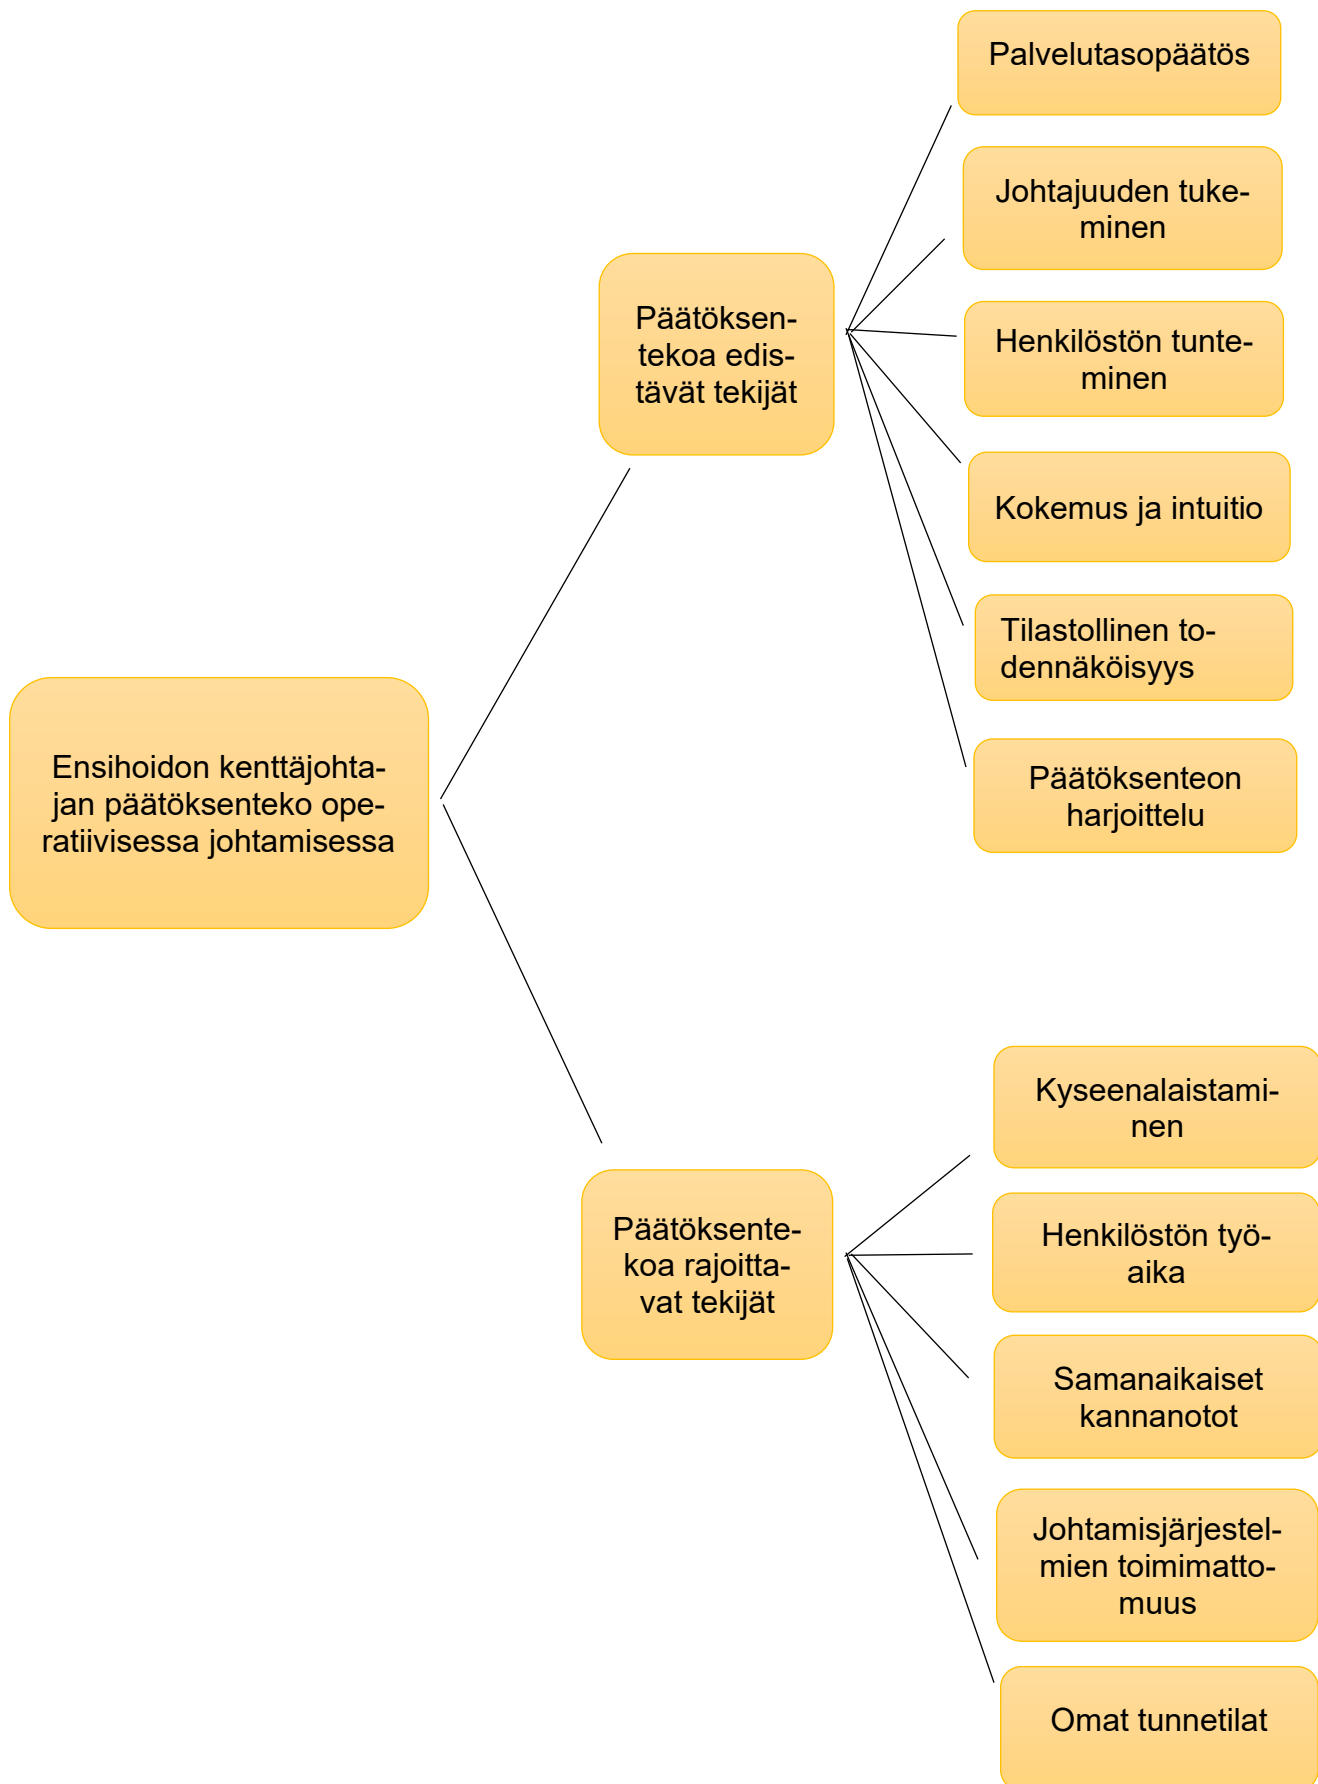 Palvelutasopäätös
Johtajuuden tuke-
minen
Henkilöstön tunte-
minen
Kokemus ja intuitio
Tilastollinen to-
dennäköisyys
Päätöksenteon
harjoittelu
Päätöksen-
tekoa edis-
tävät tekijät
Ensihoidon kenttäjohta-
jan päätöksenteko ope-
ratiivisessa johtamisessa
Päätöksente-
koa rajoitta-
vat tekijät
Kyseenalaistami-
nen
Henkilöstön työ-
aika
Samanaikaiset
kannanotot
Johtamisjärjestel-
mien toimimatto-
muus
Omat tunnetilat